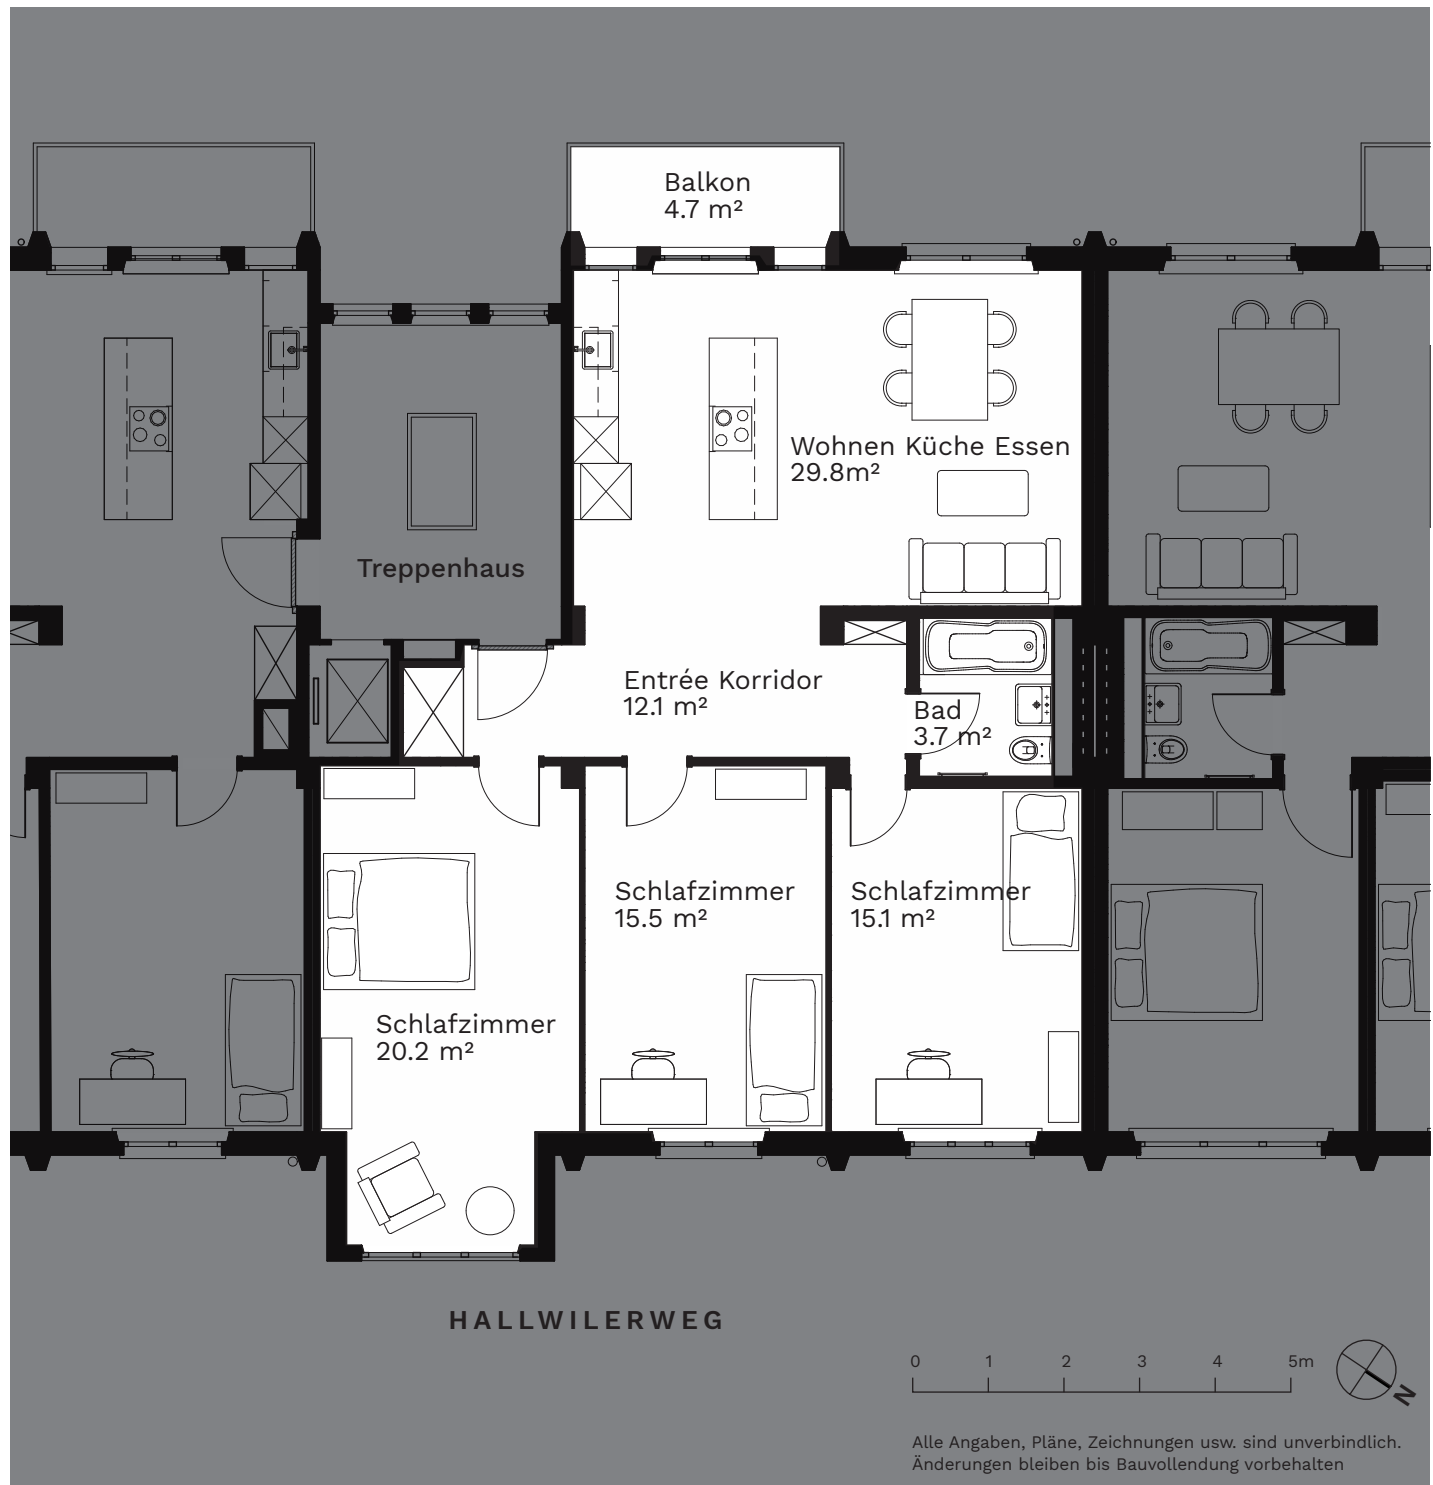 Balkon
4.7 m²
Wohnen Küche Essen
29.8m²
Treppenhaus
Entrée Korridor
12.1 m²
Bad
3.7 m²
Schlafzimmer
15.5 m²
Schlafzimmer
15.1 m²
Schlafzimmer
20.2 m²
HALLWILERWEG
0 1 2 3 4 5m
N
Alle Angaben, Pläne, Zeichnungen usw. sind unverbindlich.
Änderungen bleiben bis Bauvollendung vorbehalten